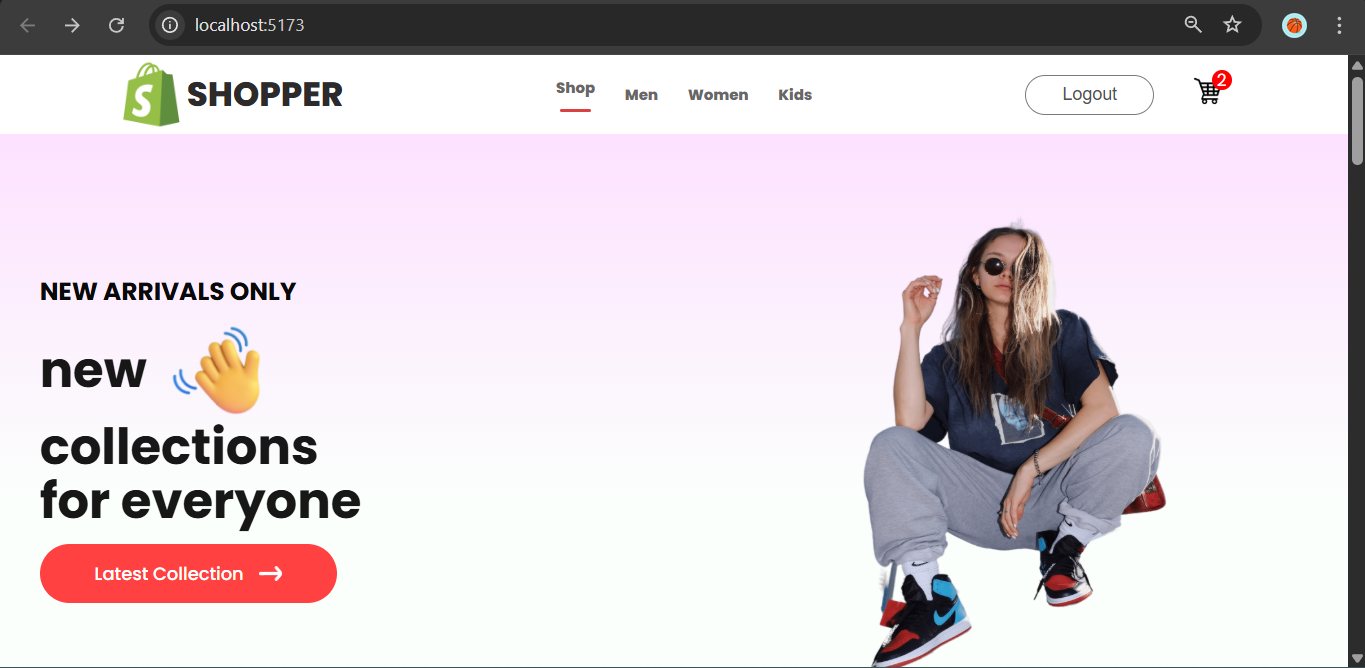 localhost:5173
S SHOPPER
Shop Men Women Kids
Logout
2
NEW ARRIVALS ONLY
new
collections
for everyone
Latest Collection